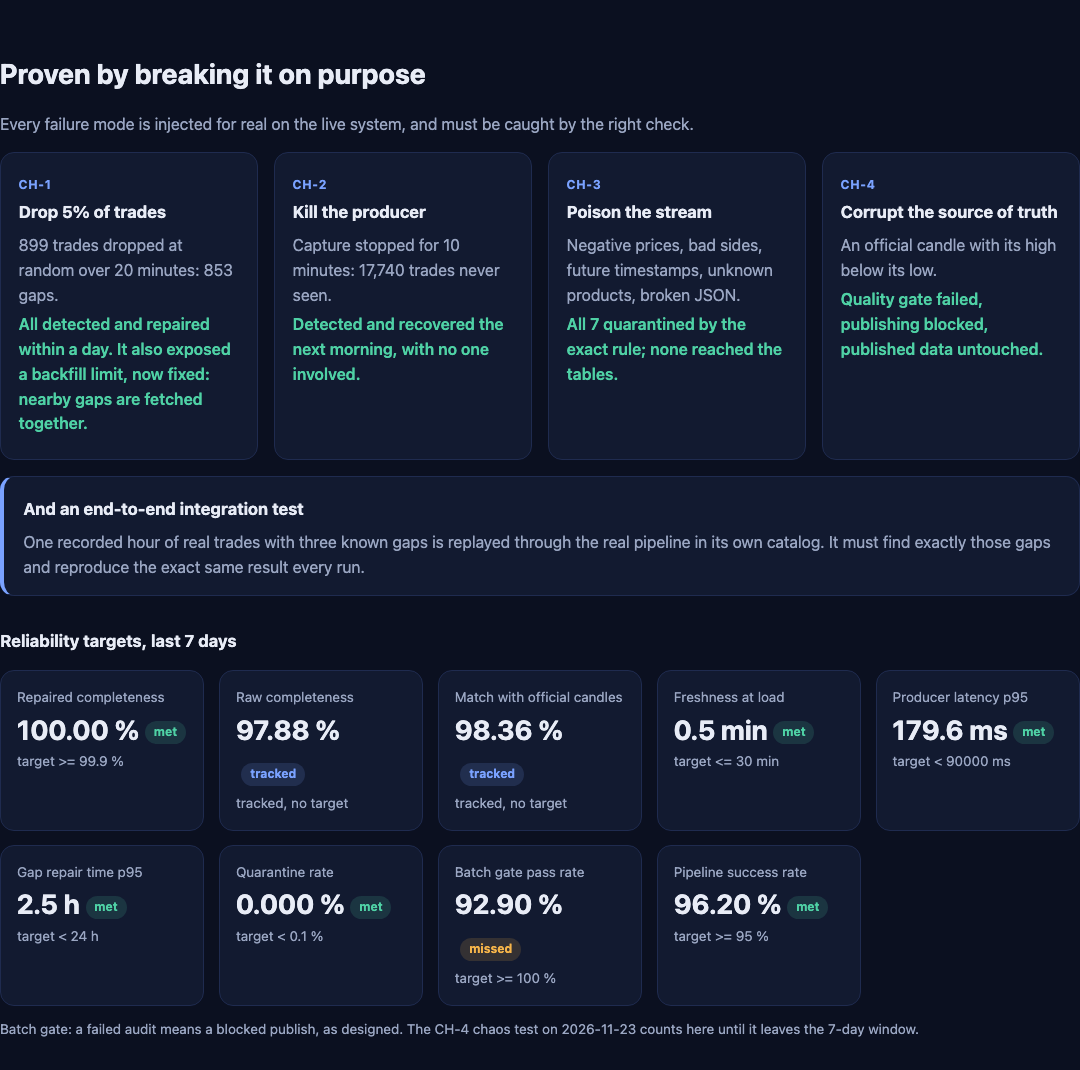 Proven by breaking it on purpose
Every failure mode is injected for real on the live system, and must be caught by the right check.
CH-1
Drop 5% of trades
899 trades dropped at
random over 20 minutes: 853
gaps.
All detected and repaired
within a day. It also exposed
a backfill limit, now fixed:
nearby gaps are fetched
together.
CH-2
Kill the producer
Capture stopped for 10
minutes: 17,740 trades never
seen.
Detected and recovered the
next morning, with no one
involved.
CH-3
Poison the stream
Negative prices, bad sides,
future timestamps, unknown
products, broken JSON.
All 7 quarantined by the
exact rule; none reached the
tables.
CH-4
Corrupt the source of truth
An official candle with its high
below its low.
Quality gate failed,
publishing blocked,
published data untouched.
And an end-to-end integration test
One recorded hour of real trades with three known gaps is replayed through the real pipeline in its own catalog. It must find exactly those gaps
and reproduce the exact same result every run.
Reliability targets, last 7 days
Repaired completeness
100.00 % met
target >= 99.9 %
Raw completeness
97.88 %
tracked
tracked, no target
Match with official candles
98.36 %
tracked
tracked, no target
Freshness at load
0.5 min met
target <= 30 min
Producer latency p95
179.6 ms met
target < 90000 ms
Gap repair time p95
2.5 h met
target < 24 h
Quarantine rate
0.000 % met
target < 0.1 %
Batch gate pass rate
92.90 %
missed
target >= 100 %
Pipeline success rate
96.20 % met
target >= 95 %
Batch gate: a failed audit means a blocked publish, as designed. The CH-4 chaos test on 2026-11-23 counts here until it leaves the 7-day window.